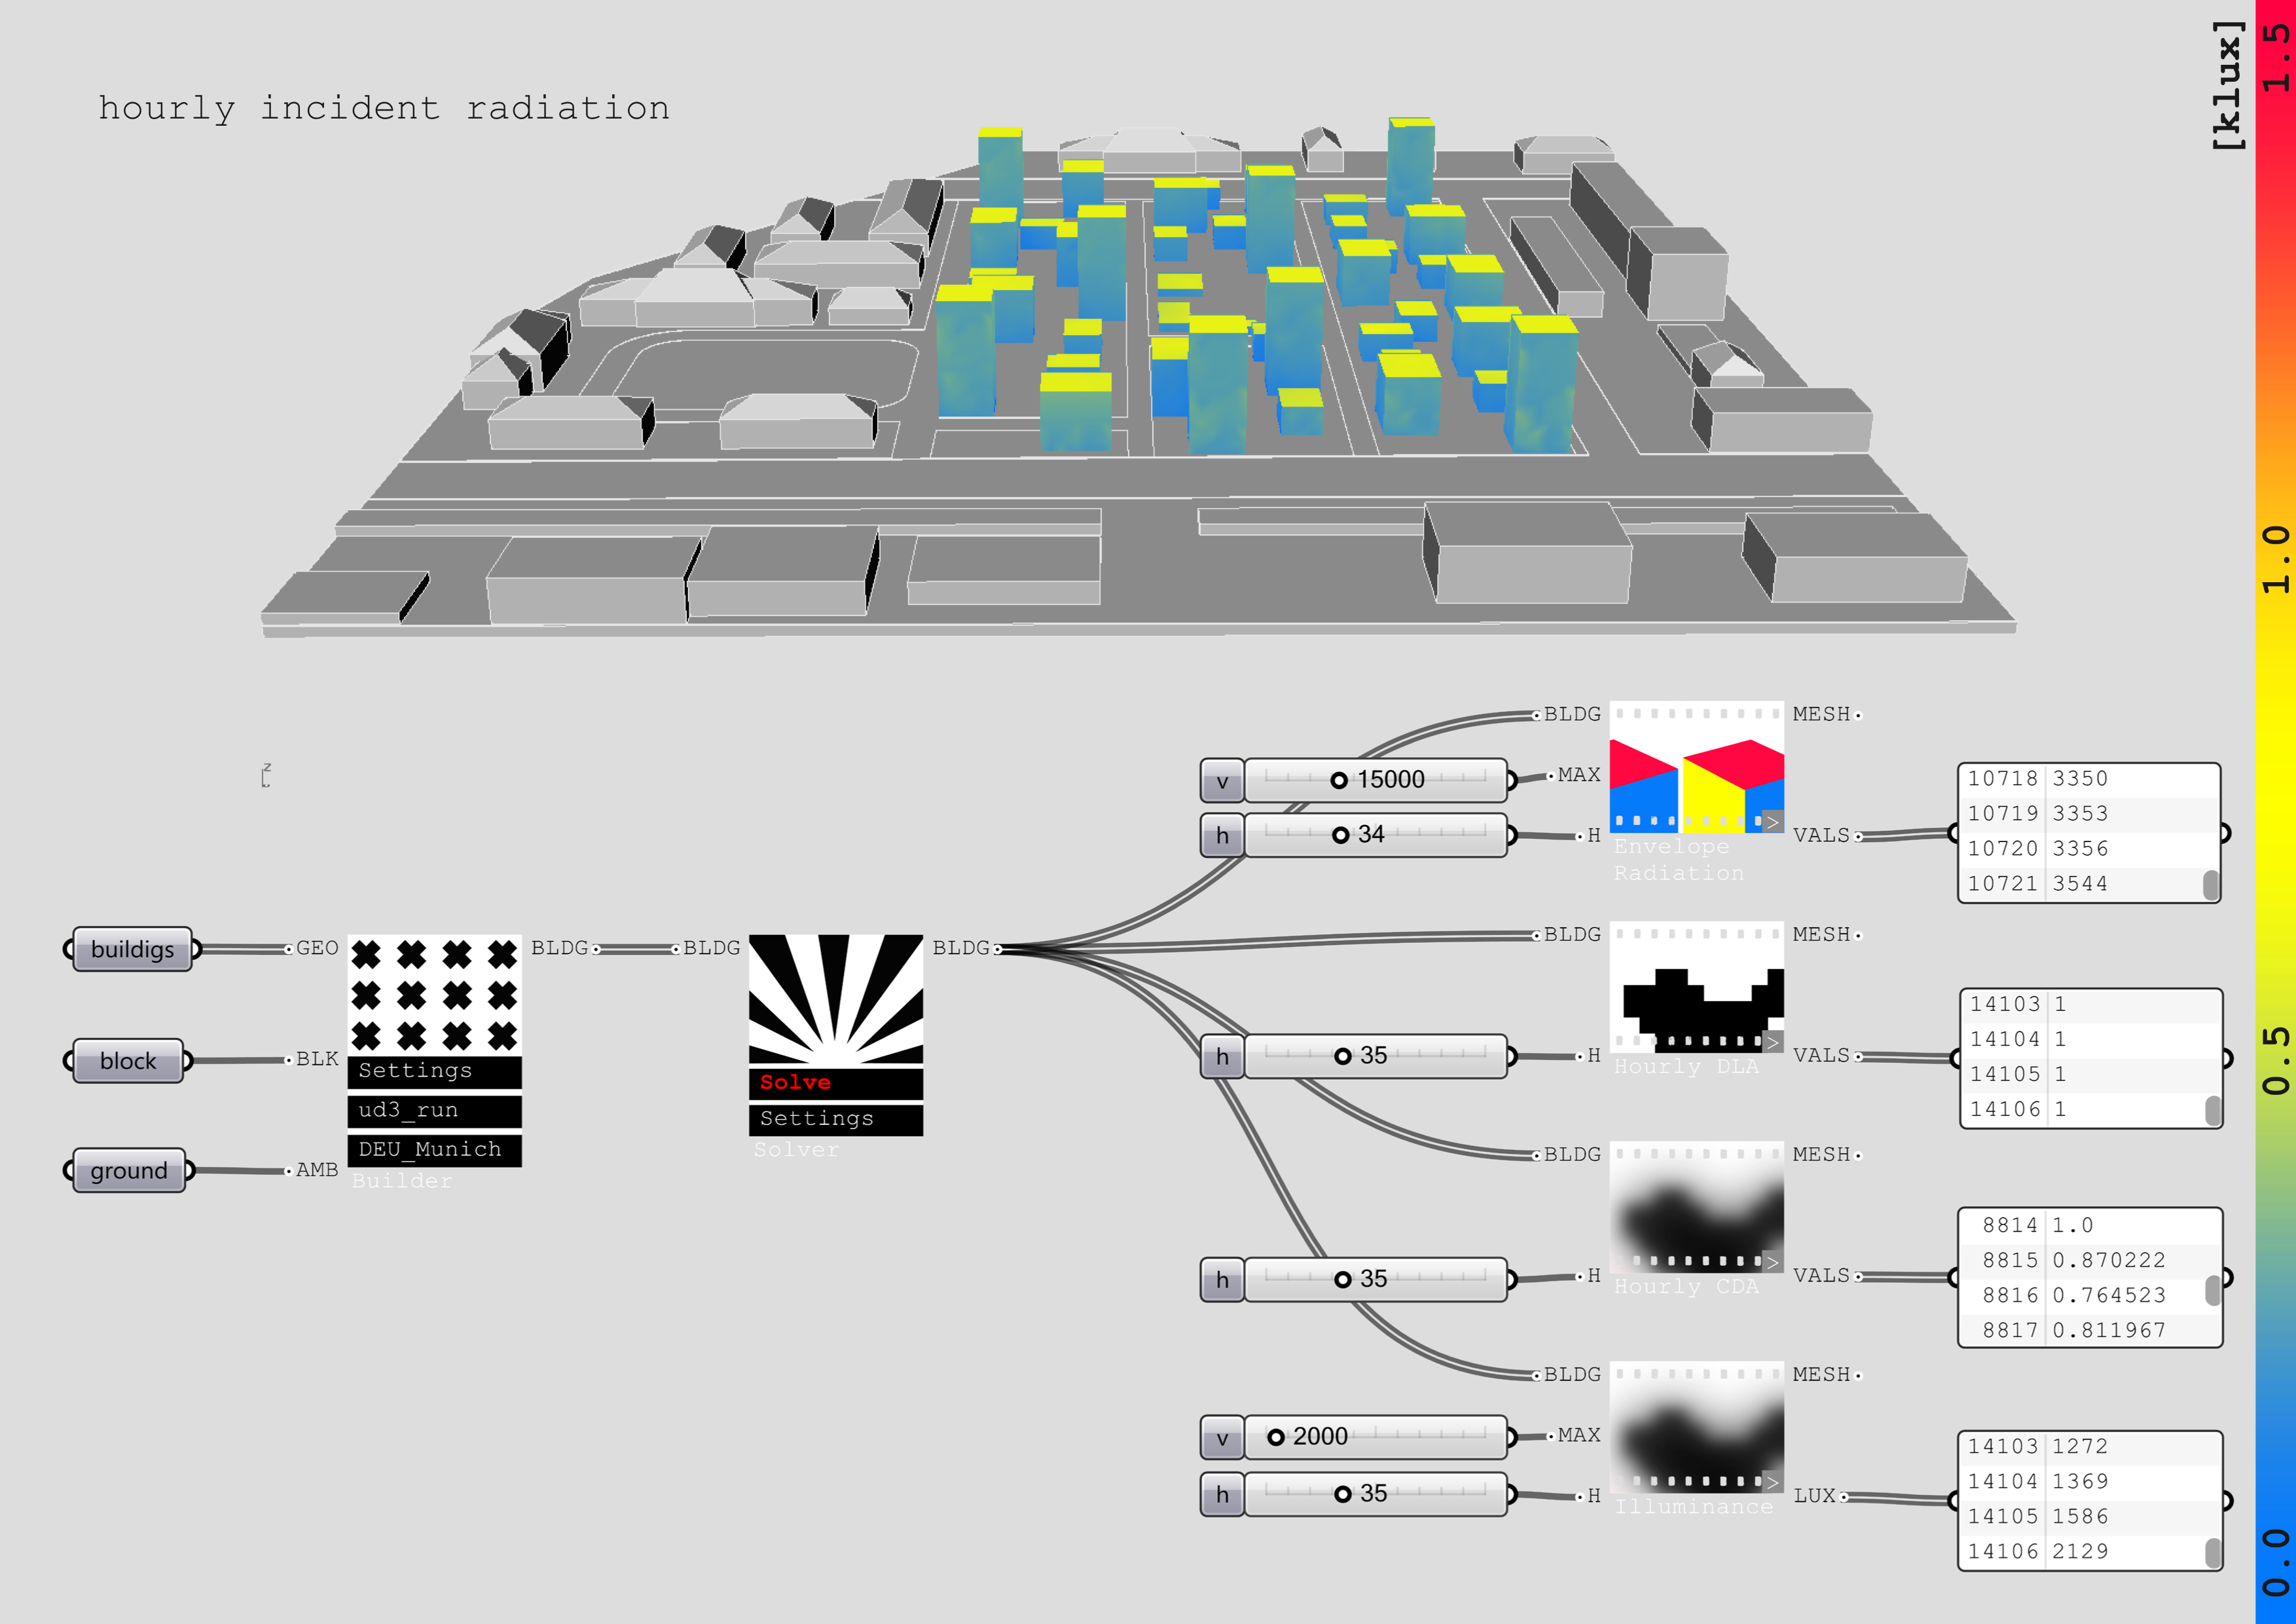 hourly incident radiation
[klux]
1.5
1.0
0.5
0.0
z
buildigs
block
ground
GEO
BLK
AMB
Settings
ud3_run
DEU_Munich
Builder
BLDG
BLDG
Solve
Settings
Solver
BLDG
v 15000
h 34
BLDG
MAX
H
>
Envelope
Radiation
MESH
VALS
10718 3350
10719 3353
10720 3356
10721 3544
h 35
BLDG
H
>
Hourly DLA
MESH
VALS
14103 1
14104 1
14105 1
14106 1
h 35
BLDG
H
>
Hourly CDA
MESH
VALS
8814 1.0
8815 0.870222
8816 0.764523
8817 0.811967
v 2000
h 35
BLDG
MAX
H
>
Illuminance
MESH
LUX
14103 1272
14104 1369
14105 1586
14106 2129